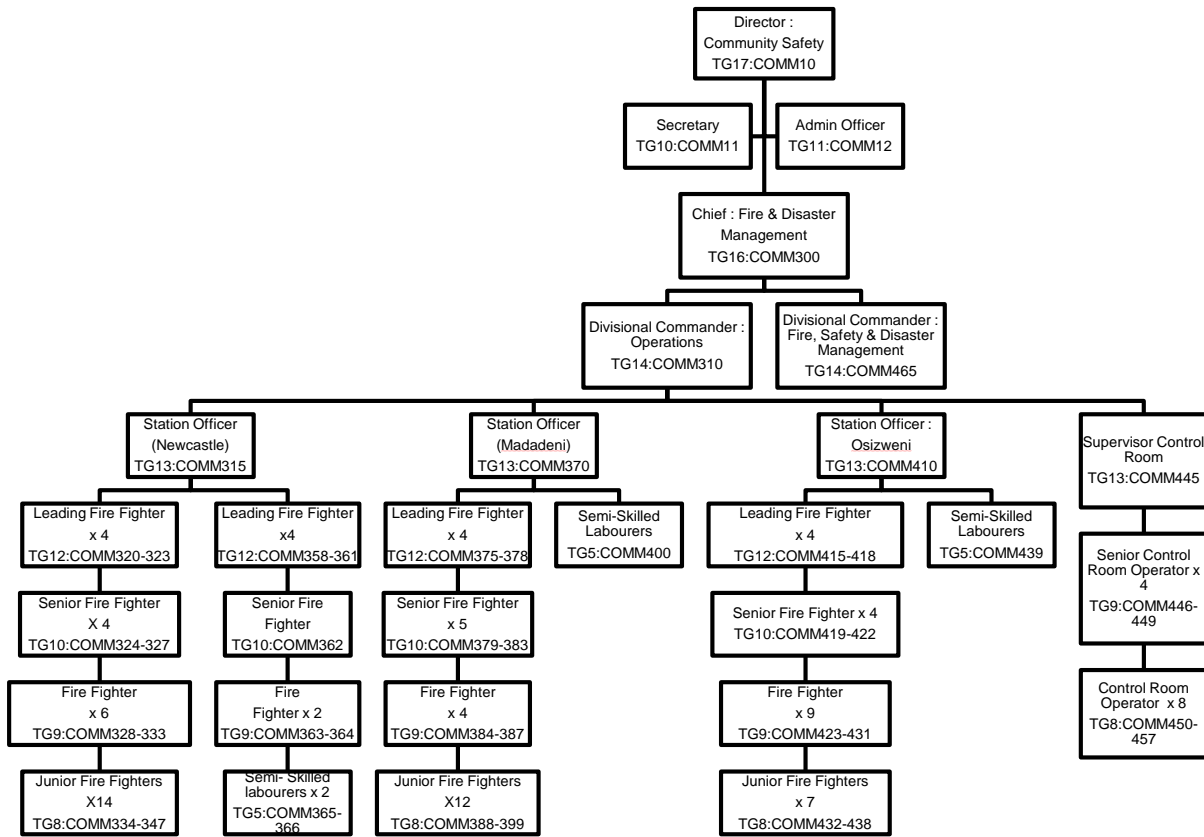 Director :
Community Safety
TG17:COMM10
Secretary
TG10:COMM11
Admin Officer
TG11:COMM12
Chief : Fire & Disaster
Management
TG16:COMM300
Divisional Commander :
Operations
TG14:COMM310
Divisional Commander :
Fire, Safety & Disaster
Management
TG14:COMM465
Station Officer
(Newcastle)
TG13:COMM315
Station Officer
(Madadeni)
TG13:COMM370
Station Officer :
Osizweni
TG13:COMM410
Supervisor Control
Room
TG13:COMM445
Leading Fire Fighter
x 4
TG12:COMM320-323
Leading Fire Fighter
x4
TG12:COMM358-361
Leading Fire Fighter
x 4
TG12:COMM375-378
Semi-Skilled
Labourers
TG5:COMM400
Leading Fire Fighter
x 4
TG12:COMM415-418
Semi-Skilled
Labourers
TG5:COMM439
Senior Control
Room Operator x
4
TG9:COMM446-
449
Senior Fire Fighter
X 4
TG10:COMM324-327
Senior Fire
Fighter
TG10:COMM362
Senior Fire Fighter
x 5
TG10:COMM379-383
Senior Fire Fighter x 4
TG10:COMM419-422
Fire Fighter
x 6
TG9:COMM328-333
Fire
Fighter x 2
TG9:COMM363-364
Fire Fighter
x 4
TG9:COMM384-387
Fire Fighter
x 9
TG9:COMM423-431
Control Room
Operator x 8
TG8:COMM450-
457
Junior Fire Fighters
X14
TG8:COMM334-347
Semi- Skilled
labourers x 2
TG5:COMM365-
366
Junior Fire Fighters
X12
TG8:COMM388-399
Junior Fire Fighters
x 7
TG8:COMM432-438